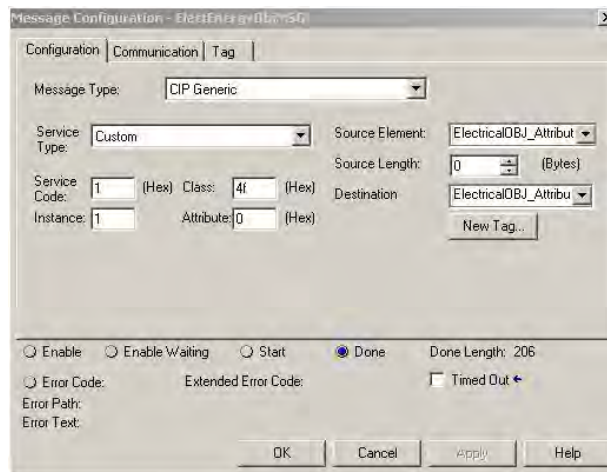 Message Configuration -
Configuration Communication Tag
Message Type: CIP Generic
Service Type: Custom
Source Element: ElectricalOBJ_Attribut
Source Length: 0 (Bytes)
Service Code: 1 (Hex) Class: 4f (Hex)
Destination ElectricalOBJ_Attribu
Instance: 1 Attribute: 0 (Hex)
New Tag...
Enable Enable Waiting Start Done Done Length: 206
Error Code: Extended Error Code: Timed Out ←
Error Path:
Error Text:
OK Cancel Apply Help